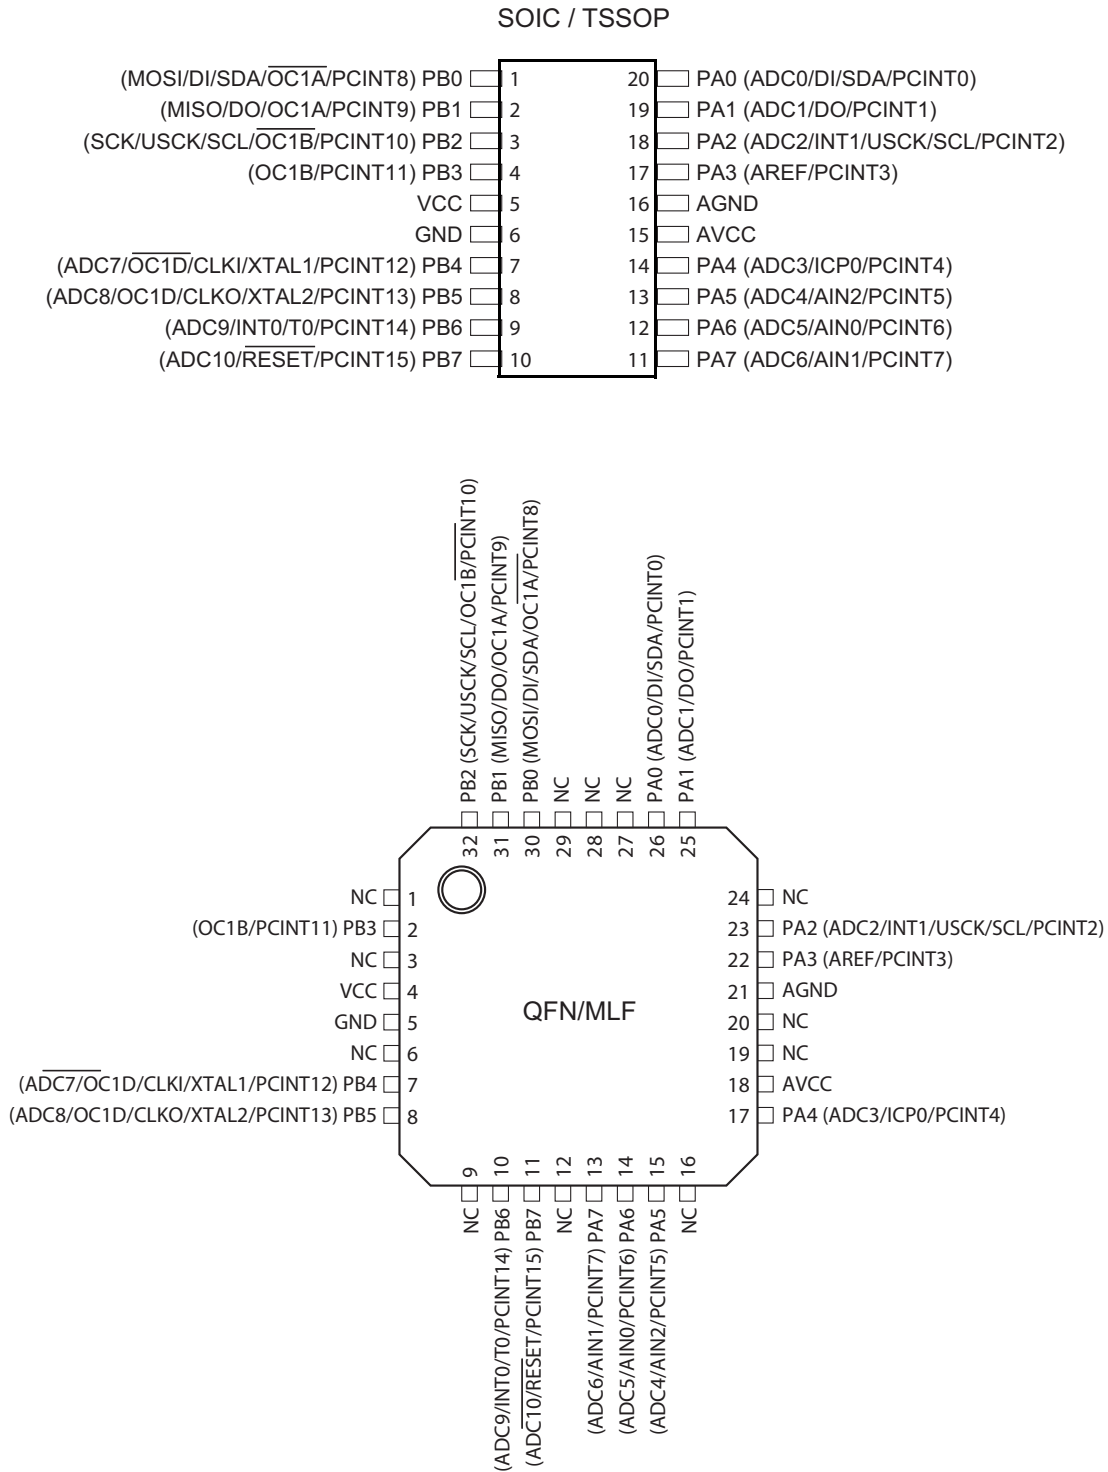 SOIC / TSSOP
(MOSI/DI/SDA/OC1A/PCINT8) PB0 1 20 PA0 (ADC0/DI/SDA/PCINT0)
(MISO/DO/OC1A/PCINT9) PB1 2 19 PA1 (ADC1/DO/PCINT1)
(SCK/USCK/SCL/OC1B/PCINT10) PB2 3 18 PA2 (ADC2/INT1/USCK/SCL/PCINT2)
(OC1B/PCINT11) PB3 4 17 PA3 (AREF/PCINT3)
VCC 5 16 AGND
GND 6 15 AVCC
(ADC7/OC1D/CLKI/XTAL1/PCINT12) PB4 7 14 PA4 (ADC3/ICP0/PCINT4)
(ADC8/OC1D/CLKO/XTAL2/PCINT13) PB5 8 13 PA5 (ADC4/AIN2/PCINT5)
(ADC9/INT0/T0/PCINT14) PB6 9 12 PA6 (ADC5/AIN0/PCINT6)
(ADC10/RESET/PCINT15) PB7 10 11 PA7 (ADC6/AIN1/PCINT7)
32 PB2 (SCK/USCK/SCL/OC1B/PCINT10)
31 PB1 (MISO/DO/OC1A/PCINT9)
30 PB0 (MOSI/DI/SDA/OC1A/PCINT8)
29 NC
28 NC
27 NC
26 PA0 (ADC0/DI/SDA/PCINT0)
25 PA1 (ADC1/DO/PCINT1)
NC 1 24 NC
(OC1B/PCINT11) PB3 2 23 PA2 (ADC2/INT1/USCK/SCL/PCINT2)
NC 3 22 PA3 (AREF/PCINT3)
VCC 4 21 AGND
QFN/MLF
GND 5 20 NC
NC 6 19 NC
(ADC7/OC1D/CLKI/XTAL1/PCINT12) PB4 7 18 AVCC
(ADC8/OC1D/CLKO/XTAL2/PCINT13) PB5 8 17 PA4 (ADC3/ICP0/PCINT4)
NC 9
(ADC9/INT0/T0/PCINT14) PB6 10
(ADC10/RESET/PCINT15) PB7 11
NC 12
(ADC6/AIN1/PCINT7) PA7 13
(ADC5/AIN0/PCINT6) PA6 14
(ADC4/AIN2/PCINT5) PA5 15
NC 16